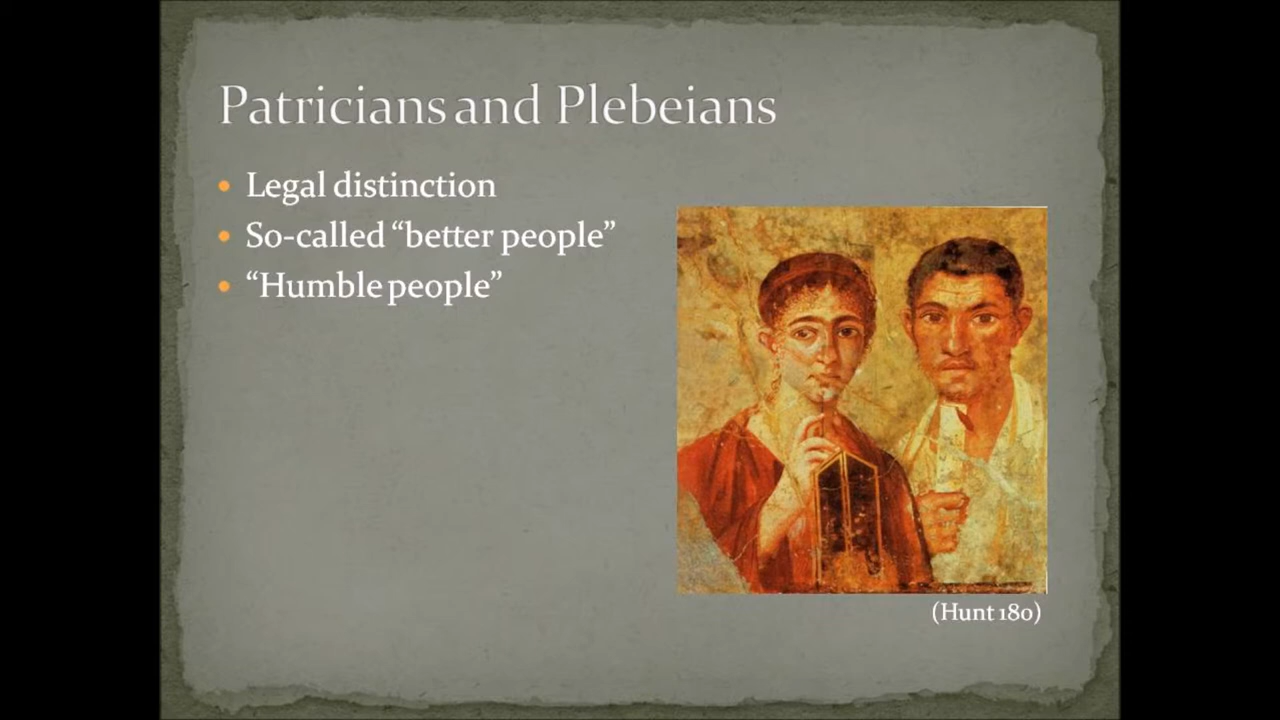 Patricians and Plebeians
Legal distinction
So-called “better people”
“Humble people”
(Hunt 180)